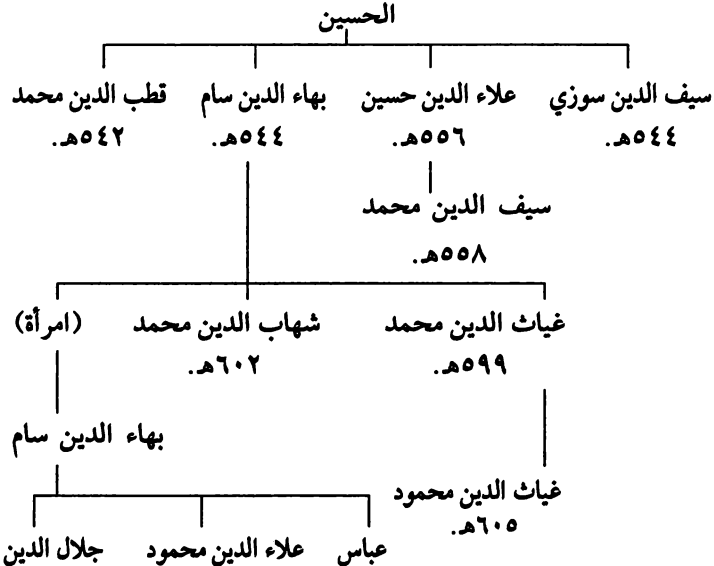 الحسين
سيف الدين سوزي علاء الدين حسين بهاء الدين سام قطب الدين محمد
٥٤٤هـ. ٥٥٦هـ. ٥٤٤هـ. ٥٤٢هـ.
سيف الدين محمد
٥٥٨هـ.
غياث الدين محمد شهاب الدين محمد (امرأة)
٥٩٩هـ. ٦٠٢هـ.
بهاء الدين سام
غياث الدين محمود
٦٠٥هـ.
عباس علاء الدين محمود جلال الدين